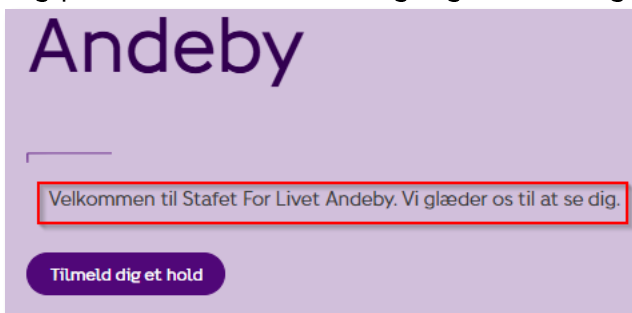 Andeby
Velkommen til Stafet For Livet Andeby. Vi glæder os til at se dig.
Tilmeld dig et hold